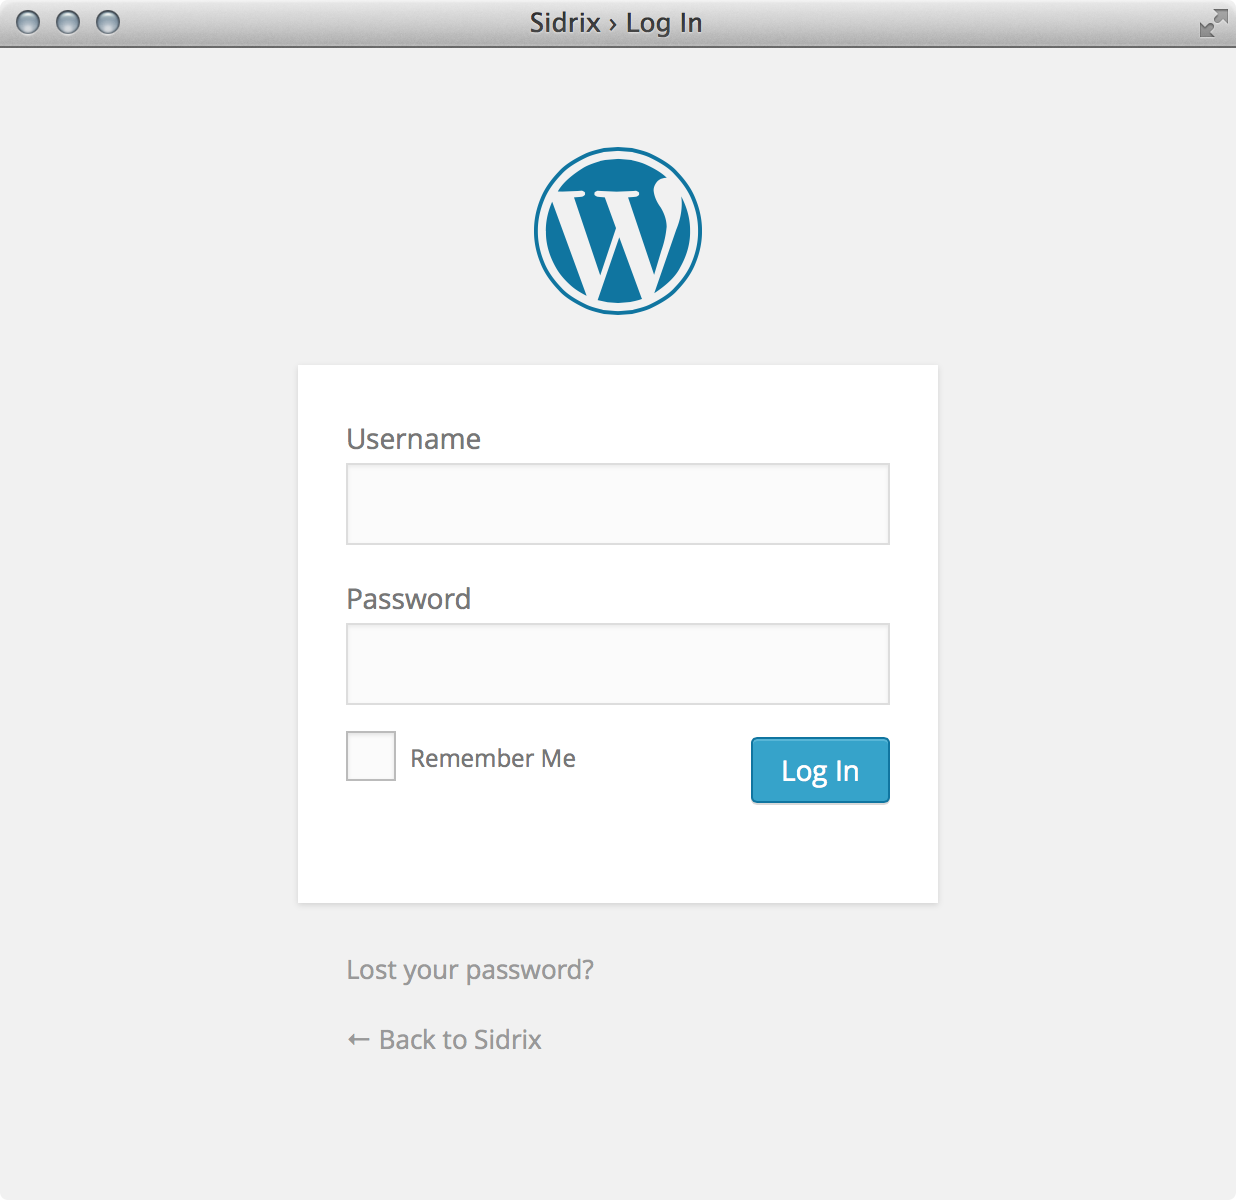 Sidrix › Log In
Username
Password
Remember Me
Log In
Lost your password?
← Back to Sidrix